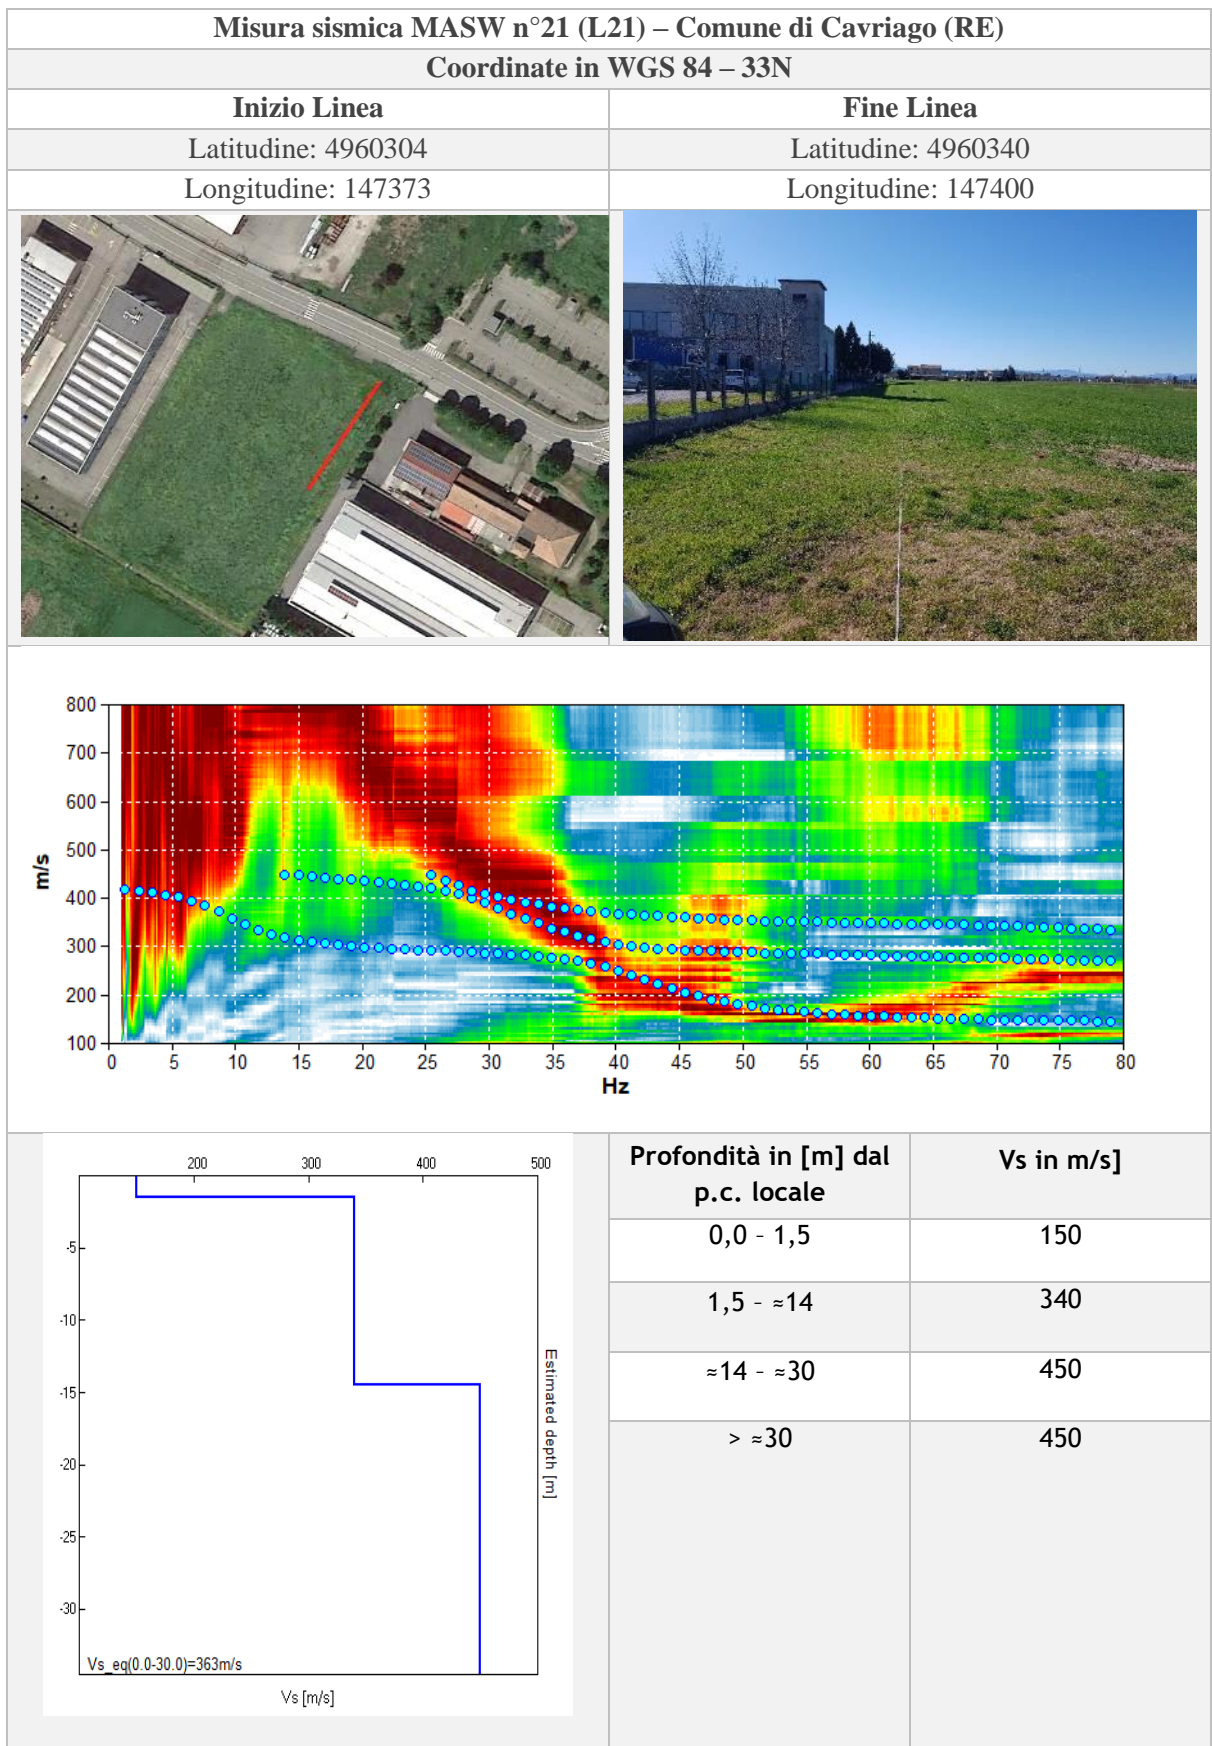 Misura sismica MASW n°21 (L21) – Comune di Cavriago (RE)
Coordinate in WGS 84 – 33N
Inizio Linea
Fine Linea
Latitudine: 4960304
Latitudine: 4960340
Longitudine: 147373
Longitudine: 147400
800
700
600
500
400
300
200
100
m/s
0 5 10 15 20 25 30 35 40 45 50 55 60 65 70 75 80
Hz
200 300 400 500
-5
-10
-15
-20
-25
-30
Estimated depth [m]
Vs_eq(0.0-30.0)=363m/s
Vs [m/s]
Profondità in [m] dal
p.c. locale
Vs in m/s]
0,0 – 1,5
150
1,5 – ≈14
340
≈14 – ≈30
450
> ≈30
450